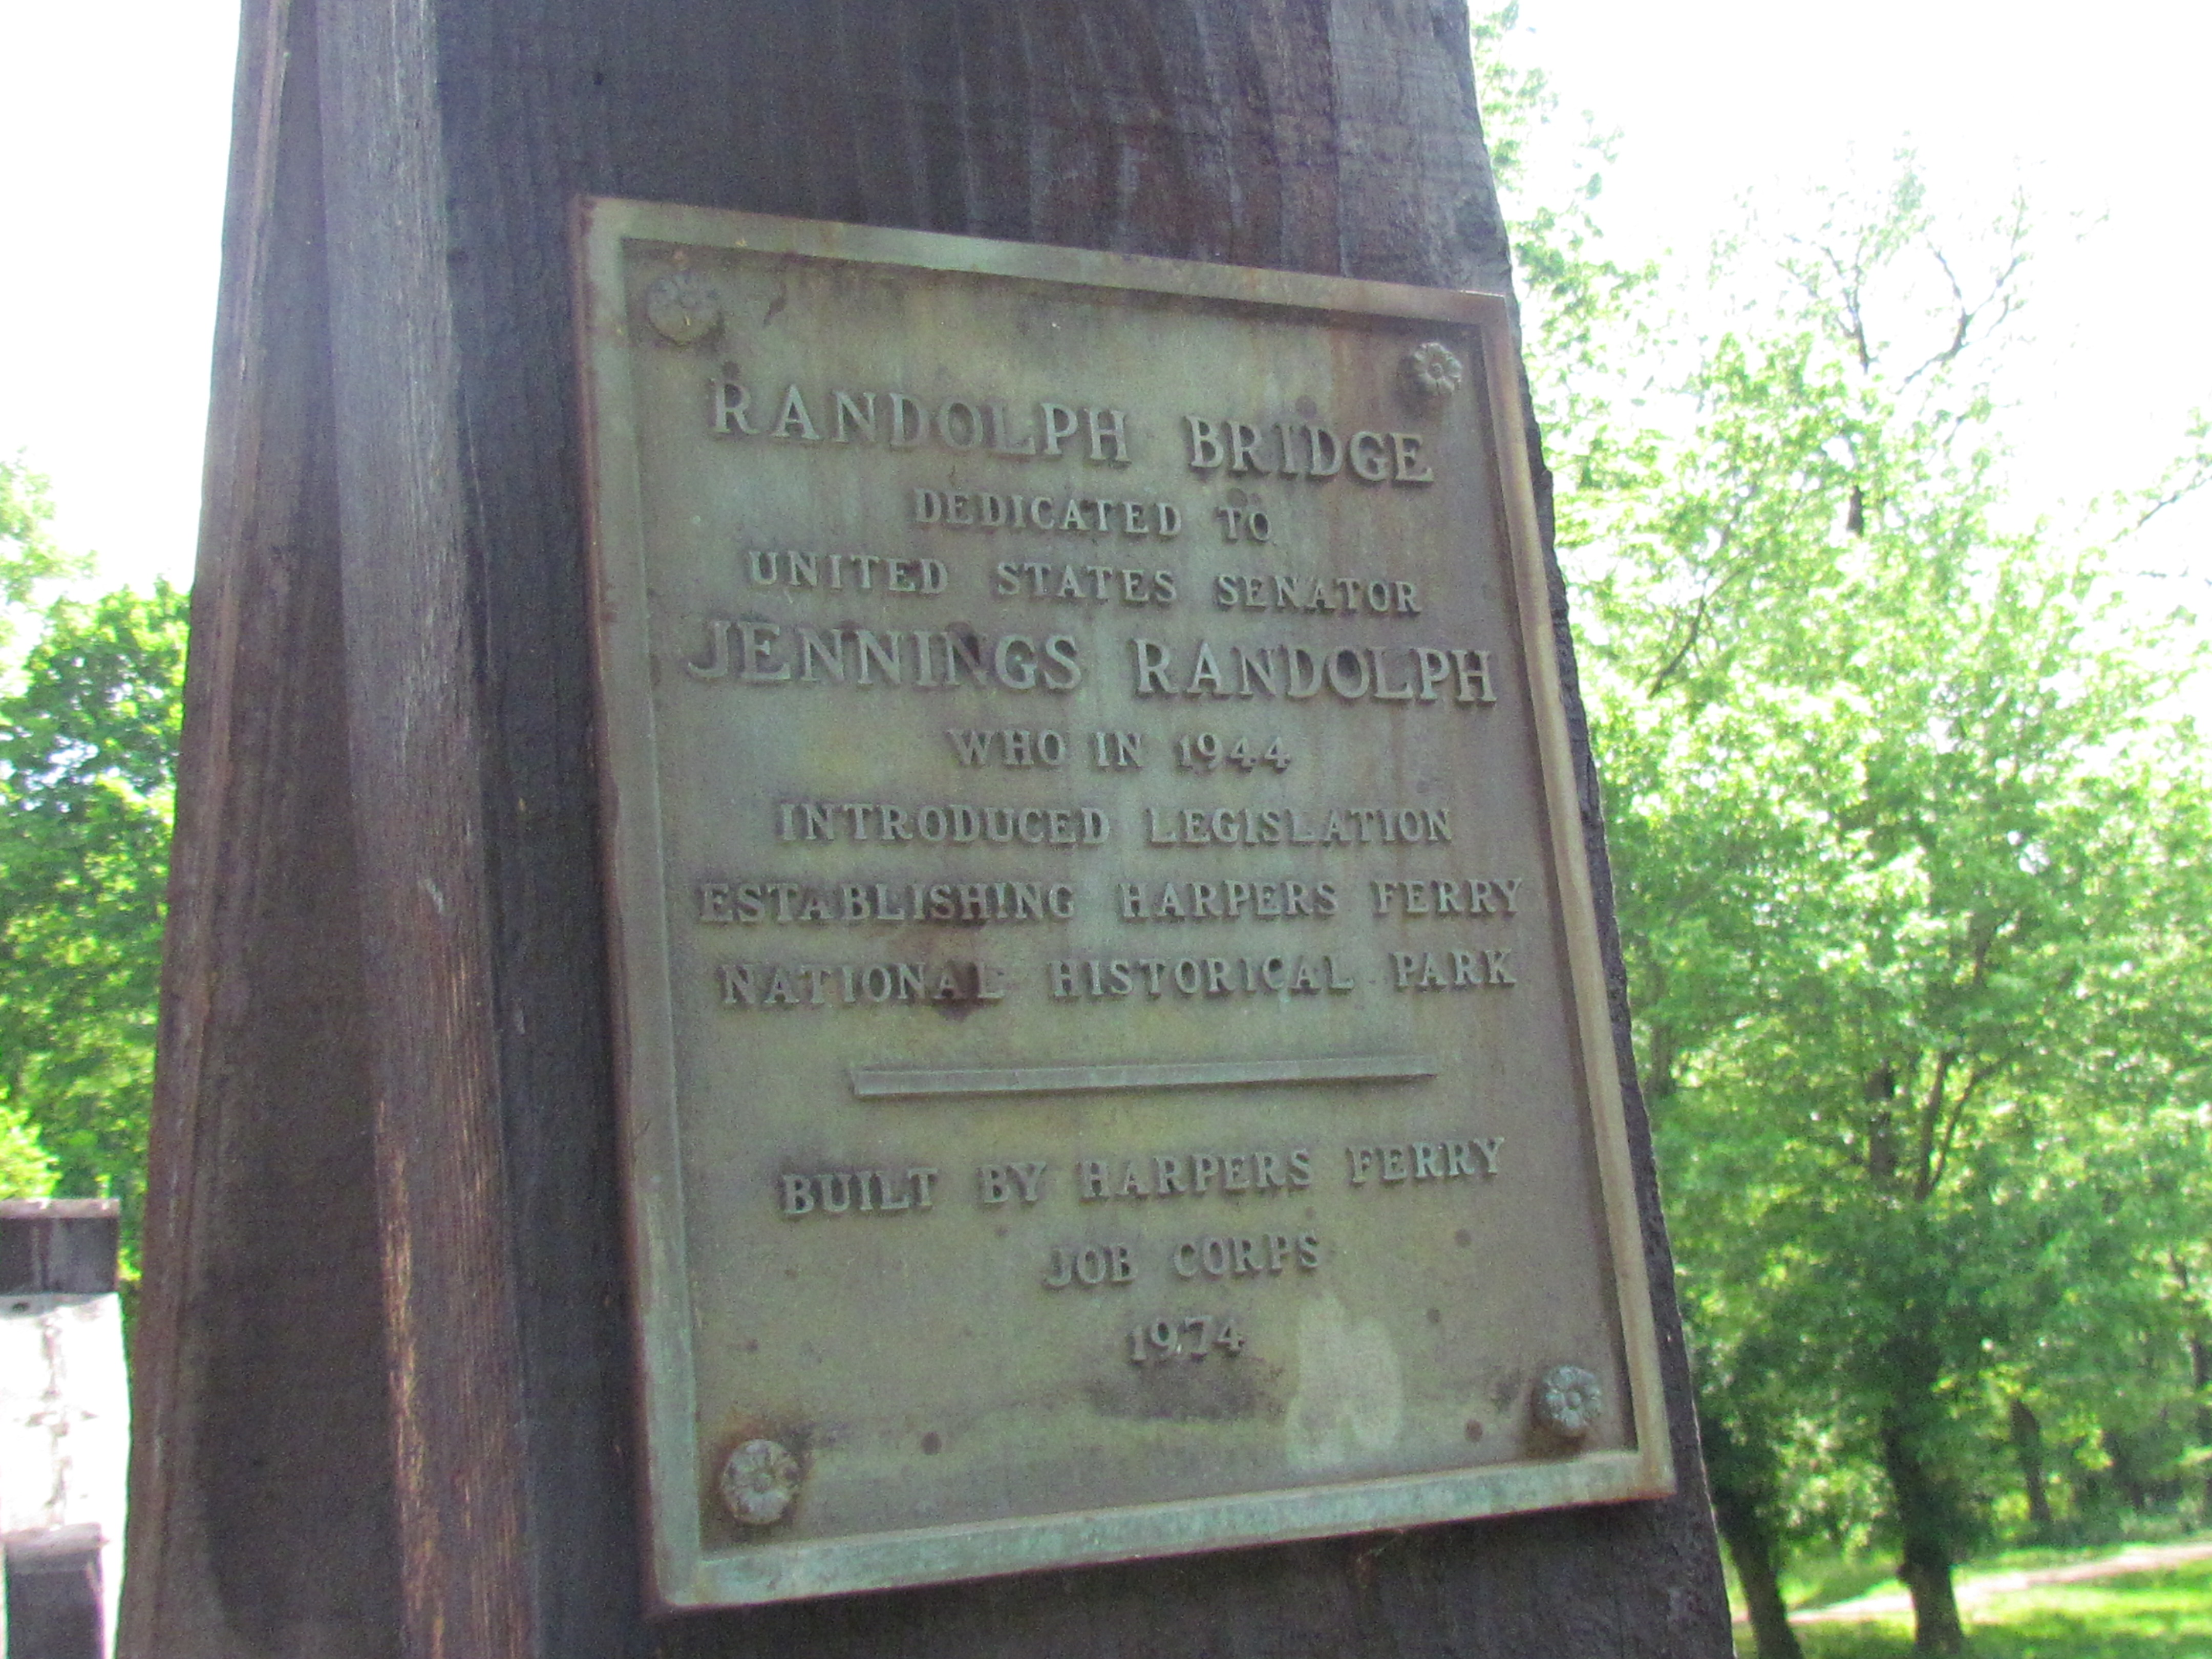 RANDOLPH BRIDGE
DEDICATED TO
UNITED STATES SENATOR
JENNINGS RANDOLPH
WHO IN 1944
INTRODUCED LEGISLATION
ESTABLISHING HARPERS FERRY
NATIONAL HISTORICAL PARK
BUILT BY HARPERS FERRY
JOB CORPS
1974